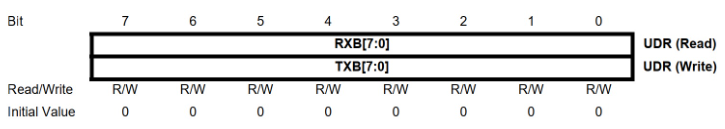 Bit 7 6 5 4 3 2 1 0
RXB[7:0] UDR (Read)
TXB[7:0] UDR (Write)
Read/Write R/W R/W R/W R/W R/W R/W R/W R/W
Initial Value 0 0 0 0 0 0 0 0